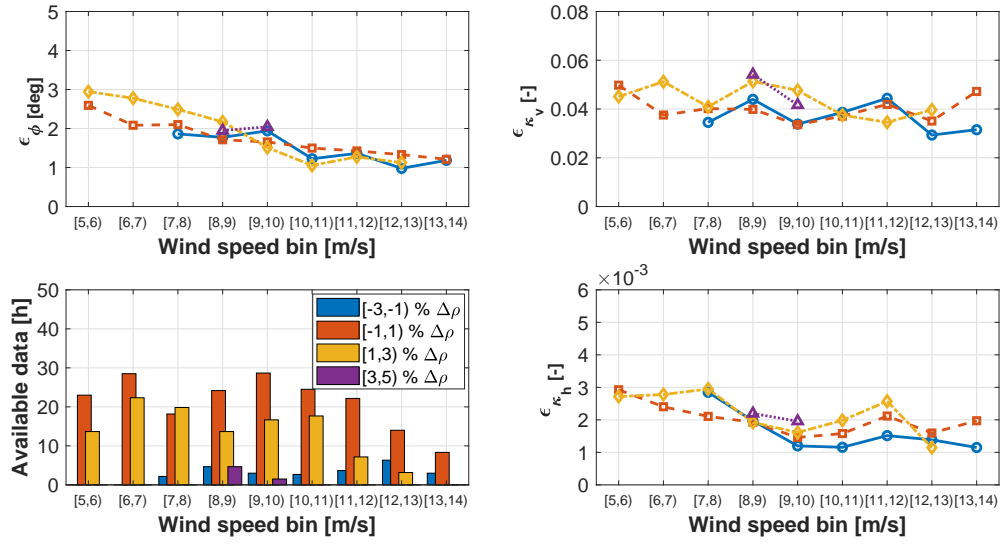 5
4
3
2
1
0
ϵϕ [deg]
[5,6) [6,7) [7,8) [8,9) [9,10) [10,11) [11,12) [12,13) [13,14)
Wind speed bin [m/s]
0.08
0.06
0.04
0.02
0
ϵκv [-]
[5,6) [6,7) [7,8) [8,9) [9,10) [10,11) [11,12) [12,13) [13,14)
Wind speed bin [m/s]
50
40
30
20
10
0
Available data [h]
[-3,-1) % Δρ
[-1,1) % Δρ
[1,3) % Δρ
[3,5) % Δρ
[5,6) [6,7) [7,8) [8,9) [9,10) [10,11) [11,12) [12,13) [13,14)
Wind speed bin [m/s]
×10-3
6
5
4
3
2
1
0
ϵκh [-]
[5,6) [6,7) [7,8) [8,9) [9,10) [10,11) [11,12) [12,13) [13,14)
Wind speed bin [m/s]